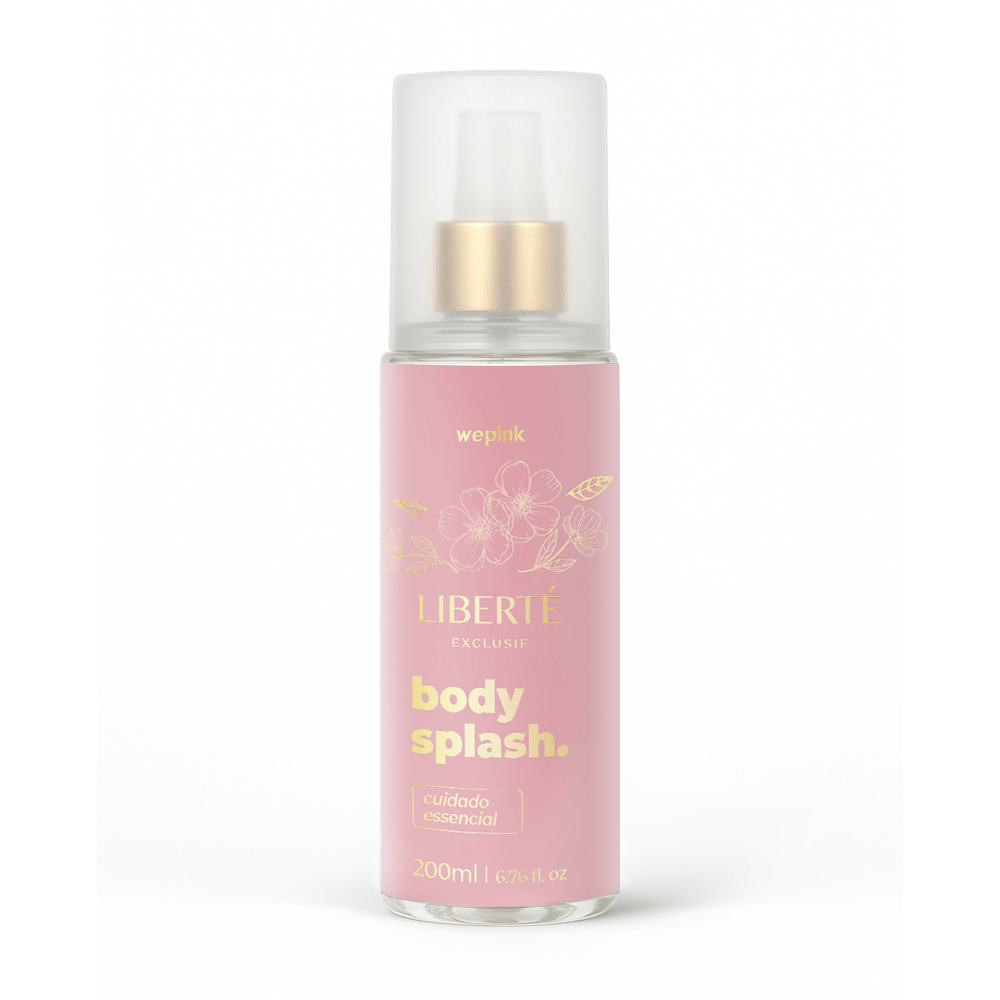 wepink
LIBERTÉ
EXCLUSIF
body
splash.
cuidado
essencial
200ml | 6.76 fl. oz